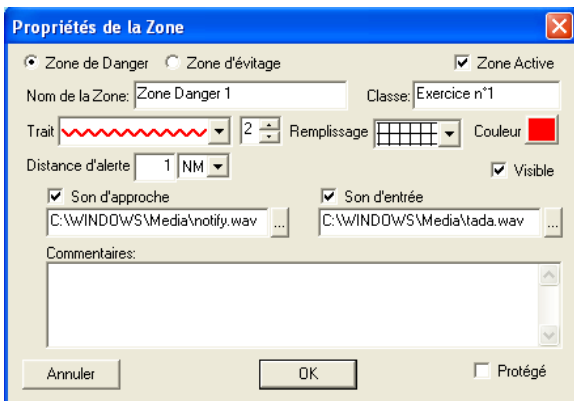 Propriétés de la Zone
Zone de Danger Zone d'évitage Zone Active
Nom de la Zone: Zone Danger 1 Classe: Exercice n°1
Trait 2 Remplissage Couleur
Distance d'alerte 1 NM Visible
Son d'approche Son d'entrée
C:\WINDOWS\Media\notify.wav ... C:\WINDOWS\Media\tada.wav ...
Commentaires:
Annuler OK Protégé